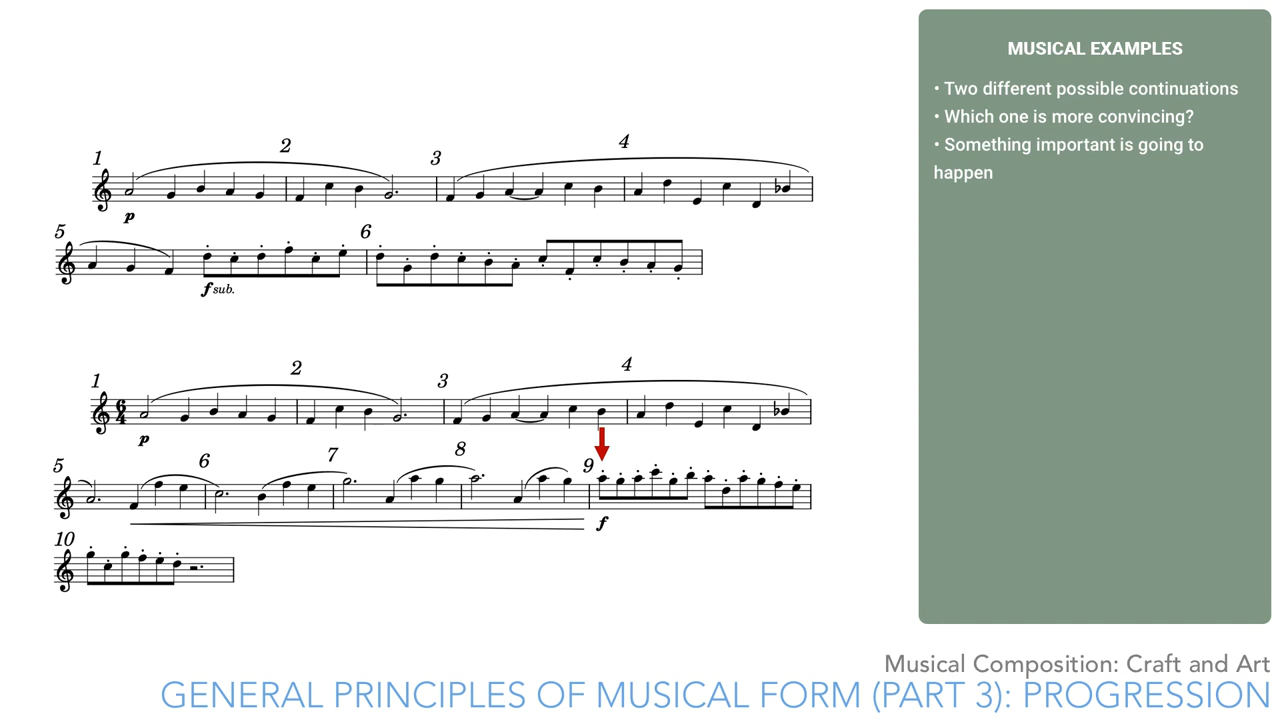 MUSICAL EXAMPLES
• Two different possible continuations
• Which one is more convincing?
• Something important is going to
happen
1 2 3 4
p
5 6
f sub.
1 2 3 4
6
4
p
5 6 7 8 9
f
10
Musical Composition: Craft and Art
GENERAL PRINCIPLES OF MUSICAL FORM (PART 3): PROGRESSION